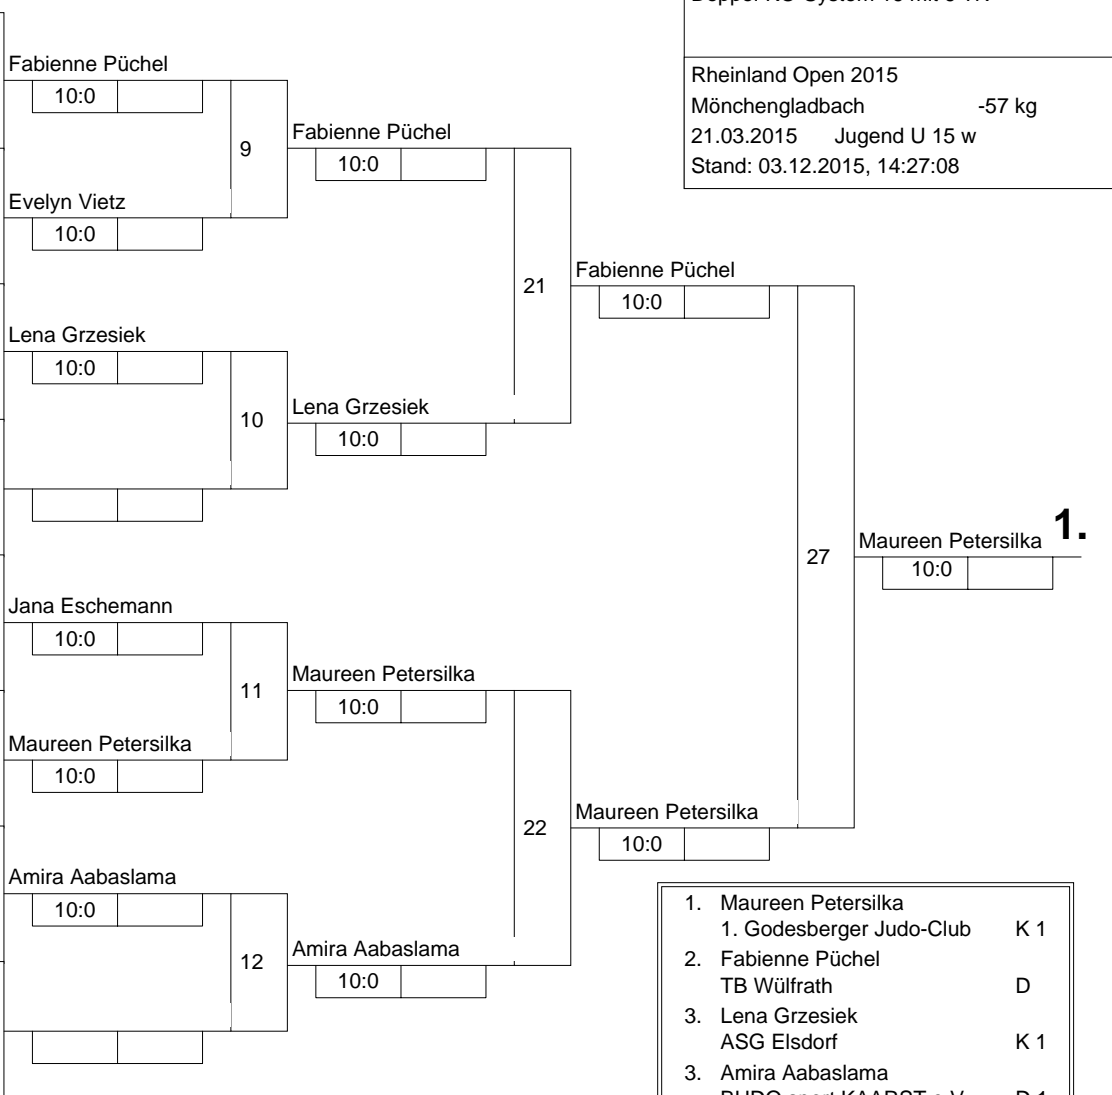 Rheinland Open 2015
Mönchengladbach -57 kg
21.03.2015 Jugend U 15 w
Stand: 03.12.2015, 14:27:08
Fabienne Püchel
10:0
9
Evelyn Vietz
10:0
Fabienne Püchel
10:0
21
Lena Grzesiek
10:0
10
Lena Grzesiek
10:0
Fabienne Püchel
10:0
27
Maureen Petersilka 1.
10:0
Jana Eschemann
10:0
11
Maureen Petersilka
10:0
Maureen Petersilka
10:0
22
Amira Aabaslama
10:0
12
Amira Aabaslama
10:0
Maureen Petersilka
10:0
1. Maureen Petersilka
1. Godesberger Judo-Club K 1
2. Fabienne Püchel
TB Wülfrath D
3. Lena Grzesiek
ASG Elsdorf K 1
3. Amira Aabaslama